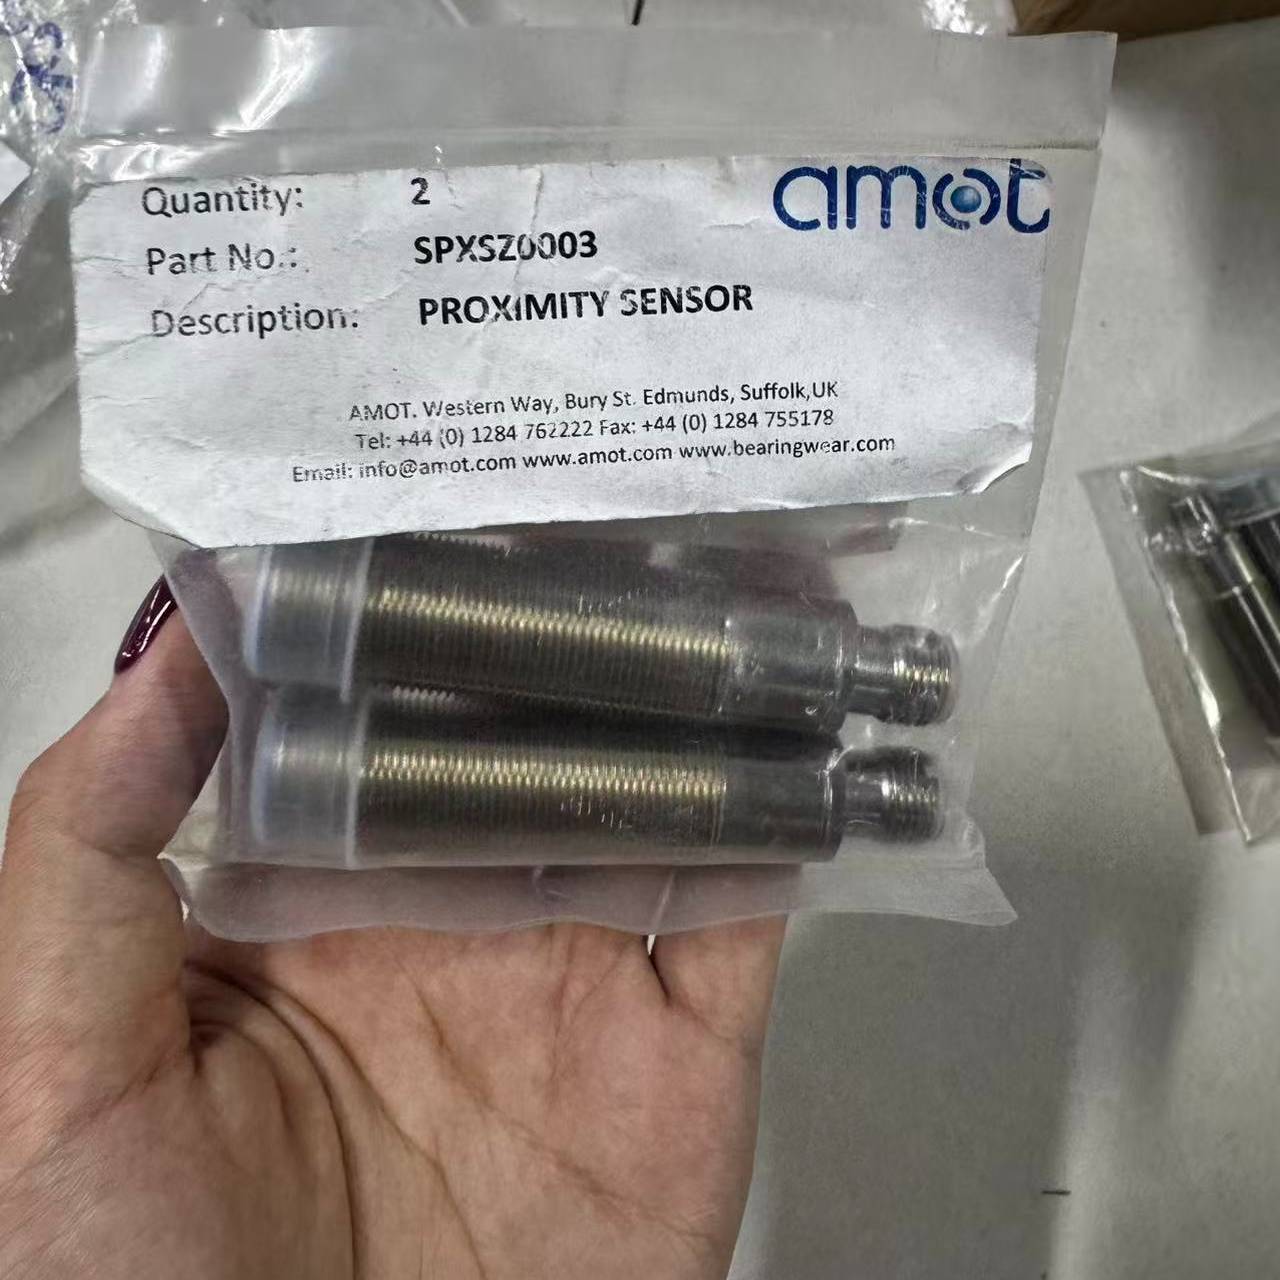 amot
Quantity: 2
Part No.: SPXSZ0003
Description: PROXIMITY SENSOR
AMOT. Western Way, Bury St. Edmunds, Suffolk,UK
Tel: +44 (0) 1284 762222 Fax: +44 (0) 1284 755178
Email: info@amot.com www.amot.com www.bearingwear.com